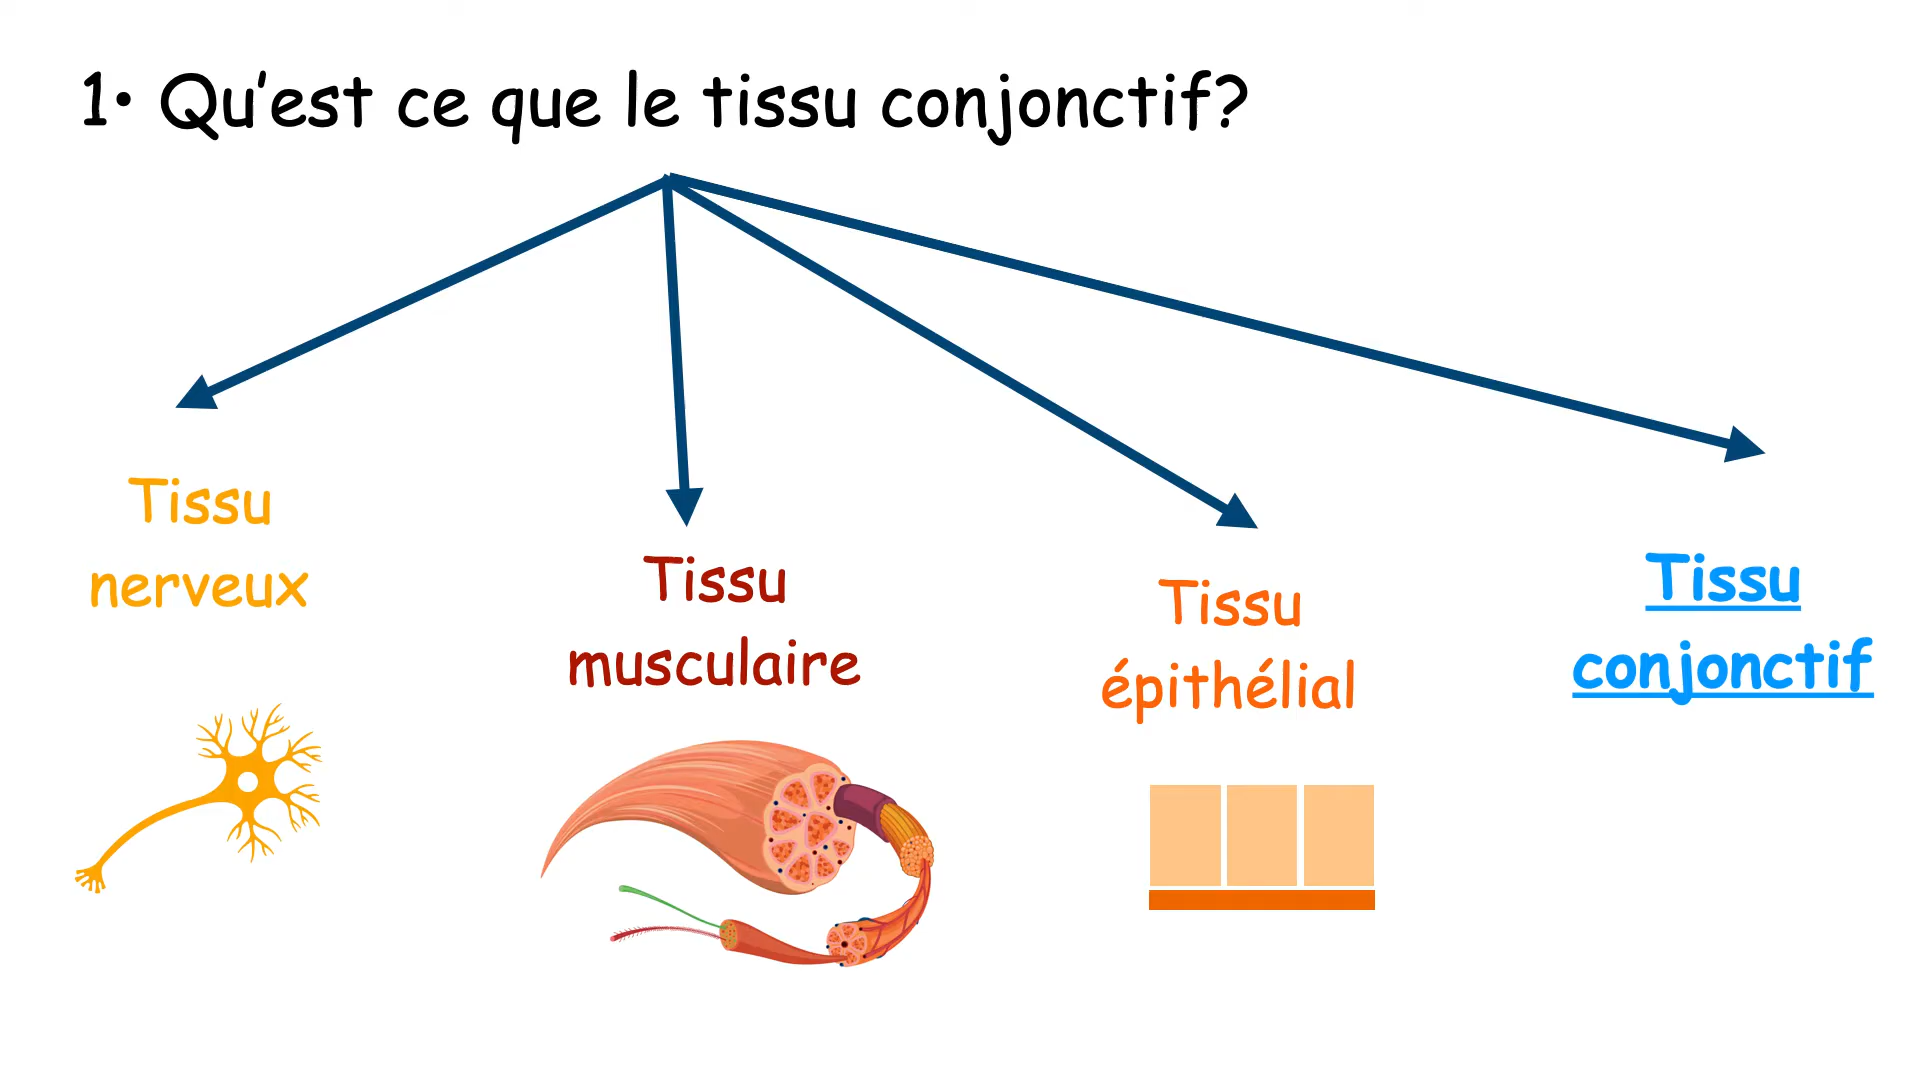 1• Qu'est ce que le tissu conjonctif?
Tissu
nerveux
Tissu
musculaire
Tissu
épithélial
Tissu
conjonctif